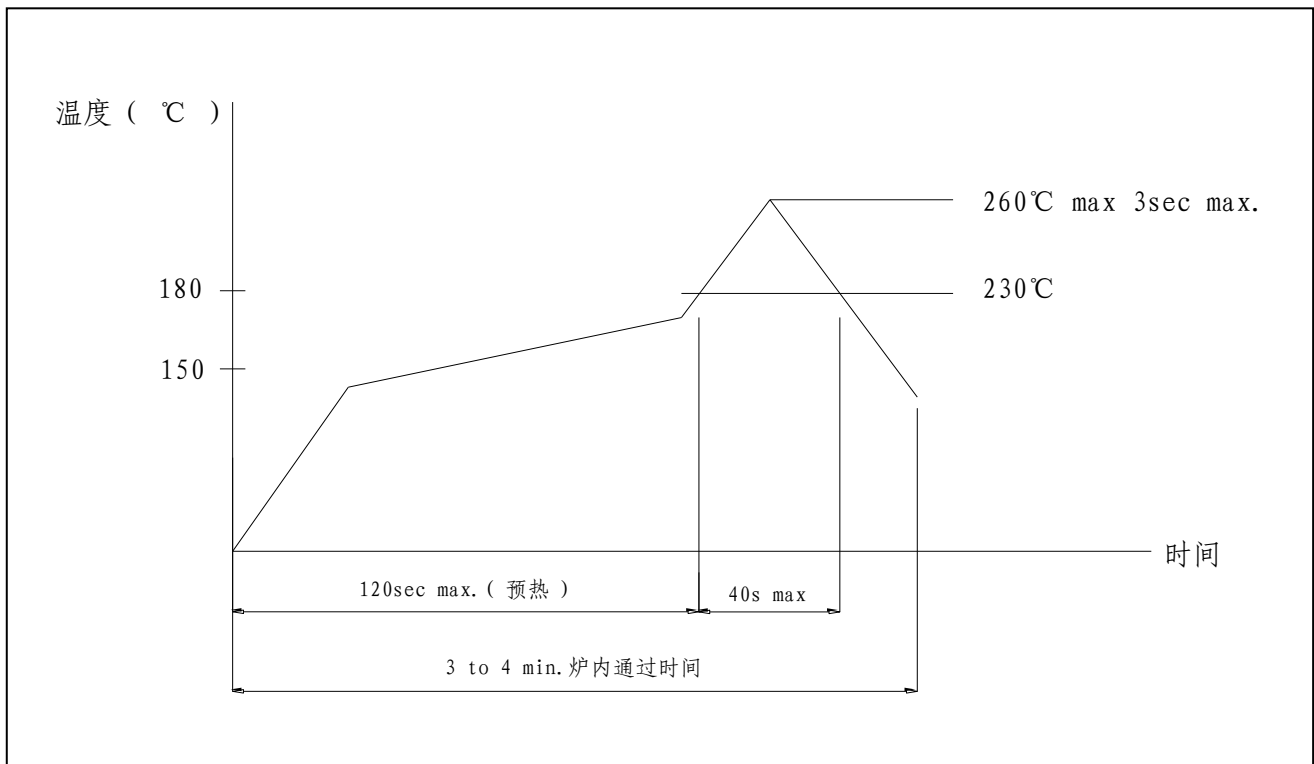 温度 ( ℃ )
260℃ max 3sec max.
180
230℃
150
时间
120sec max. ( 预热 )
40s max
3 to 4 min.炉内通过时间